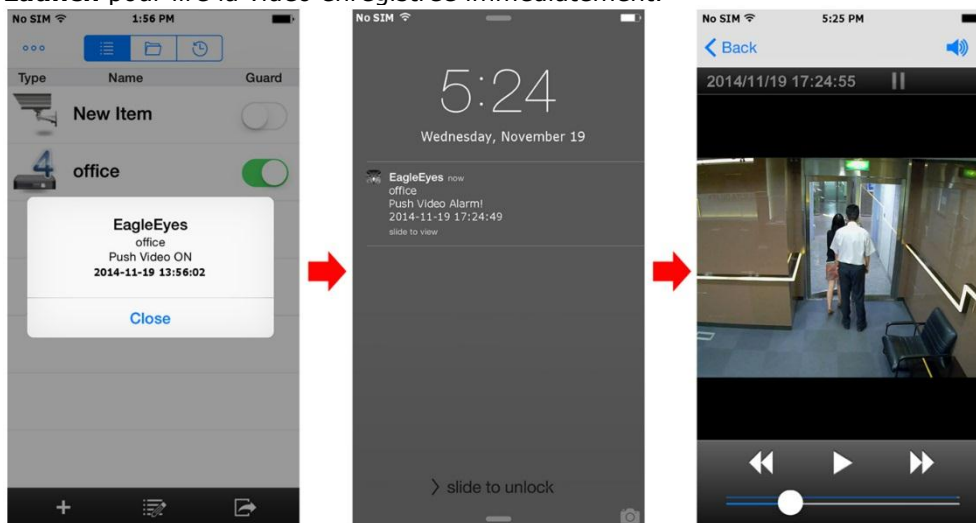 Launch pour lire la vidéo enregistrée immédiatement.
No SIM 1:56 PM
Type Name Guard
New Item
4 office
EagleEyes
office
Push Video ON
2014-11-19 13:56:02
Close
No SIM
5:24
Wednesday, November 19
EagleEyes now
office
Push Video Alarm!
2014-11-19 17:24:49
slide to view
> slide to unlock
No SIM 5:25 PM
Back
2014/11/19 17:24:55